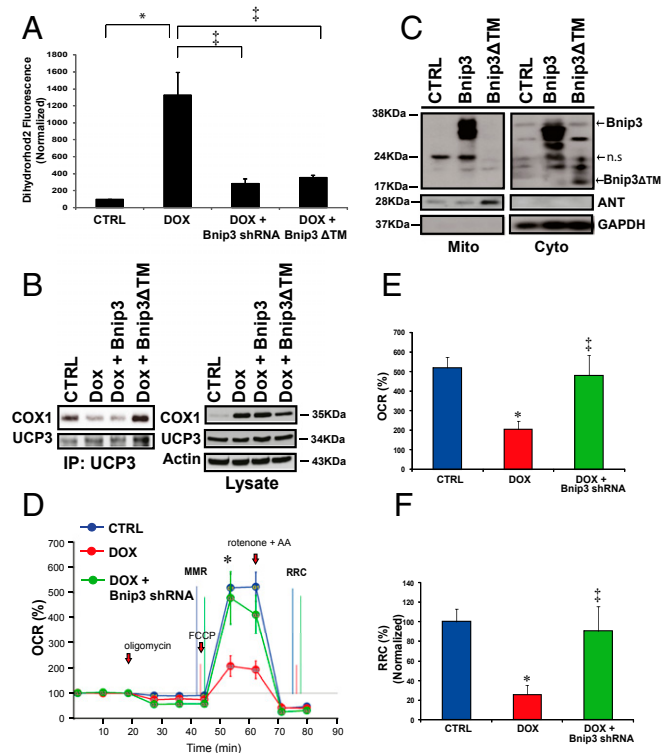 A
*
‡
‡
Dihydrorhod2 Fluorescence
(Normalized)
1600
1400
1200
1000
800
600
400
200
0
CTRL
DOX
DOX +
Bnip3 shRNA
DOX +
Bnip3 ΔTM
C
CTRL
Bnip3
Bnip3ΔTM
CTRL
Bnip3
Bnip3ΔTM
38KDa
24KDa
17KDa
28KDa
37KDa
←Bnip3
←n.s
←Bnip3ΔTM
ANT
GAPDH
Mito
Cyto
B
CTRL
Dox
Dox + Bnip3
Dox + Bnip3ΔTM
COX1
UCP3
IP: UCP3
CTRL
Dox
Dox + Bnip3
Dox + Bnip3ΔTM
COX1
UCP3
Actin
35KDa
34KDa
43KDa
Lysate
D
CTRL
DOX
DOX +
Bnip3 shRNA
MMR
*
rotenone + AA
RRC
oligomycin
FCCP
OCR (%)
700
600
500
400
300
200
100
0
0 10 20 30 40 50 60 70 80 90
Time (min)
E
OCR (%)
700
600
500
400
300
200
100
0
*
‡
CTRL
DOX
DOX +
Bnip3 shRNA
F
RRC (%)
(Normalized)
140
120
100
80
60
40
20
0
*
‡
CTRL
DOX
DOX +
Bnip3 shRNA